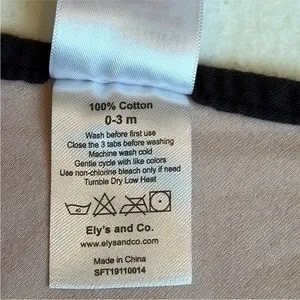 100% Cotton
0-3 m
Wash before first use
Close the 3 tabs before washing
Machine wash cold
Gentle cycle with like colors
Use non-chlorine bleach only if need
Tumble Dry Low Heat
40
Ely's and Co.
www.elysandco.com
Made in China
SFT19110014